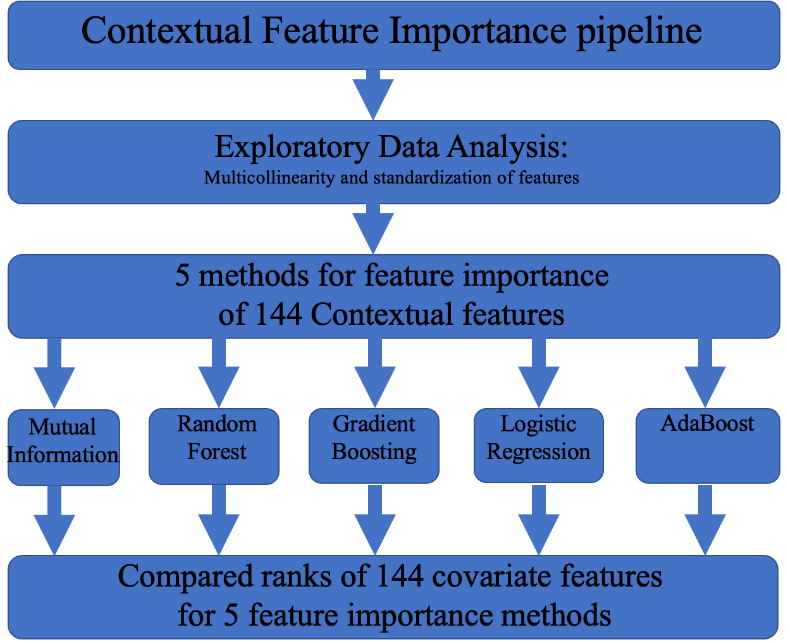 Contextual Feature Importance pipeline
Exploratory Data Analysis:
Multicollinearity and standardization of features
5 methods for feature importance
of 144 Contextual features
Mutual
Information
Random
Forest
Gradient
Boosting
Logistic
Regression
AdaBoost
Compared ranks of 144 covariate features
for 5 feature importance methods